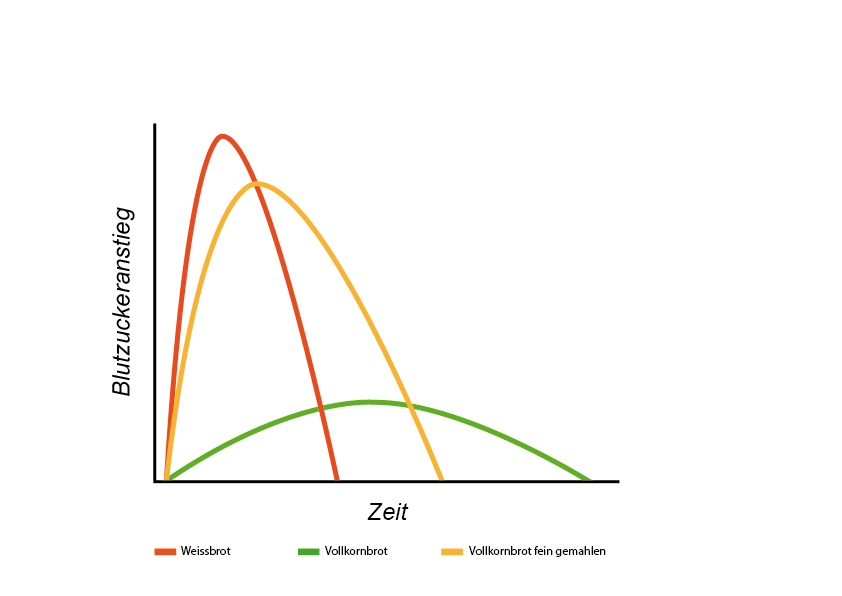 Blutzuckeranstieg
Zeit
Weissbrot
Vollkornbrot
Vollkornbrot fein gemahlen